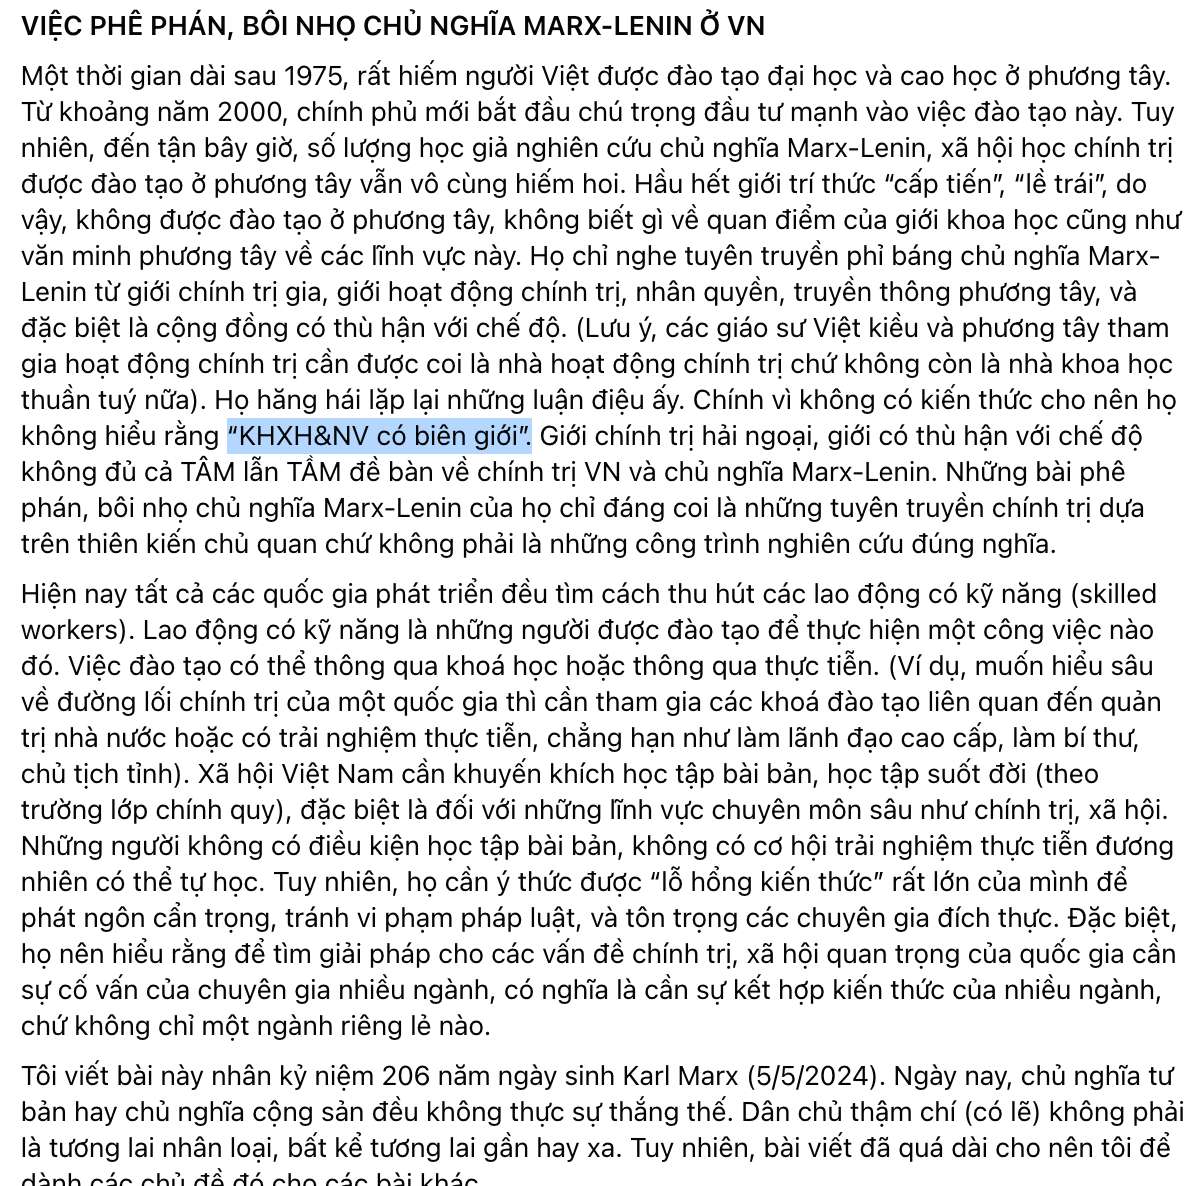 VIỆC PHÊ PHÁN, BÔI NHỌ CHỦ NGHĨA MARX-LENIN Ở VN
Một thời gian dài sau 1975, rất hiếm người Việt được đào tạo đại học và cao học ở phương tây.
Từ khoảng năm 2000, chính phủ mới bắt đầu chú trọng đầu tư mạnh vào việc đào tạo này. Tuy
nhiên, đến tận bây giờ, số lượng học giả nghiên cứu chủ nghĩa Marx-Lenin, xã hội học chính trị
được đào tạo ở phương tây vẫn vô cùng hiếm hoi. Hầu hết giới trí thức “cấp tiến”, “lề trái”, do
vậy, không được đào tạo ở phương tây, không biết gì về quan điểm của giới khoa học cũng như
văn minh phương tây về các lĩnh vực này. Họ chỉ nghe tuyên truyền phỉ báng chủ nghĩa Marx-
Lenin từ giới chính trị gia, giới hoạt động chính trị, nhân quyền, truyền thông phương tây, và
đặc biệt là cộng đồng có thù hận với chế độ. (Lưu ý, các giáo sư Việt kiều và phương tây tham
gia hoạt động chính trị cần được coi là nhà hoạt động chính trị chứ không còn là nhà khoa học
thuần tuý nữa). Họ hăng hái lặp lại những luận điệu ấy. Chính vì không có kiến thức cho nên họ
không hiểu rằng “KHXH&NV có biên giới”. Giới chính trị hải ngoại, giới có thù hận với chế độ
không đủ cả TÂM lẫn TẦM để bàn về chính trị VN và chủ nghĩa Marx-Lenin. Những bài phê
phán, bôi nhọ chủ nghĩa Marx-Lenin của họ chỉ đáng coi là những tuyên truyền chính trị dựa
trên thiên kiến chủ quan chứ không phải là những công trình nghiên cứu đúng nghĩa.
Hiện nay tất cả các quốc gia phát triển đều tìm cách thu hút các lao động có kỹ năng (skilled
workers). Lao động có kỹ năng là những người được đào tạo để thực hiện một công việc nào
đó. Việc đào tạo có thể thông qua khoá học hoặc thông qua thực tiễn. (Ví dụ, muốn hiểu sâu
về đường lối chính trị của một quốc gia thì cần tham gia các khoá đào tạo liên quan đến quản
trị nhà nước hoặc có trải nghiệm thực tiễn, chẳng hạn như làm lãnh đạo cao cấp, làm bí thư,
chủ tịch tỉnh). Xã hội Việt Nam cần khuyến khích học tập bài bản, học tập suốt đời (theo
trường lớp chính quy), đặc biệt là đối với những lĩnh vực chuyên môn sâu như chính trị, xã hội.
Những người không có điều kiện học tập bài bản, không có cơ hội trải nghiệm thực tiễn đương
nhiên có thể tự học. Tuy nhiên, họ cần ý thức được “lỗ hổng kiến thức” rất lớn của mình để
phát ngôn cẩn trọng, tránh vi phạm pháp luật, và tôn trọng các chuyên gia đích thực. Đặc biệt,
họ nên hiểu rằng để tìm giải pháp cho các vấn đề chính trị, xã hội quan trọng của quốc gia cần
sự cố vấn của chuyên gia nhiều ngành, có nghĩa là cần sự kết hợp kiến thức của nhiều ngành,
chứ không chỉ một ngành riêng lẻ nào.
Tôi viết bài này nhân kỷ niệm 206 năm ngày sinh Karl Marx (5/5/2024). Ngày nay, chủ nghĩa tư
bản hay chủ nghĩa cộng sản đều không thực sự thắng thế. Dân chủ thậm chí (có lẽ) không phải
là tương lai nhân loại, bất kể tương lai gần hay xa. Tuy nhiên, bài viết đã quá dài cho nên tôi để
dành các chủ đề đó cho các bài khác.